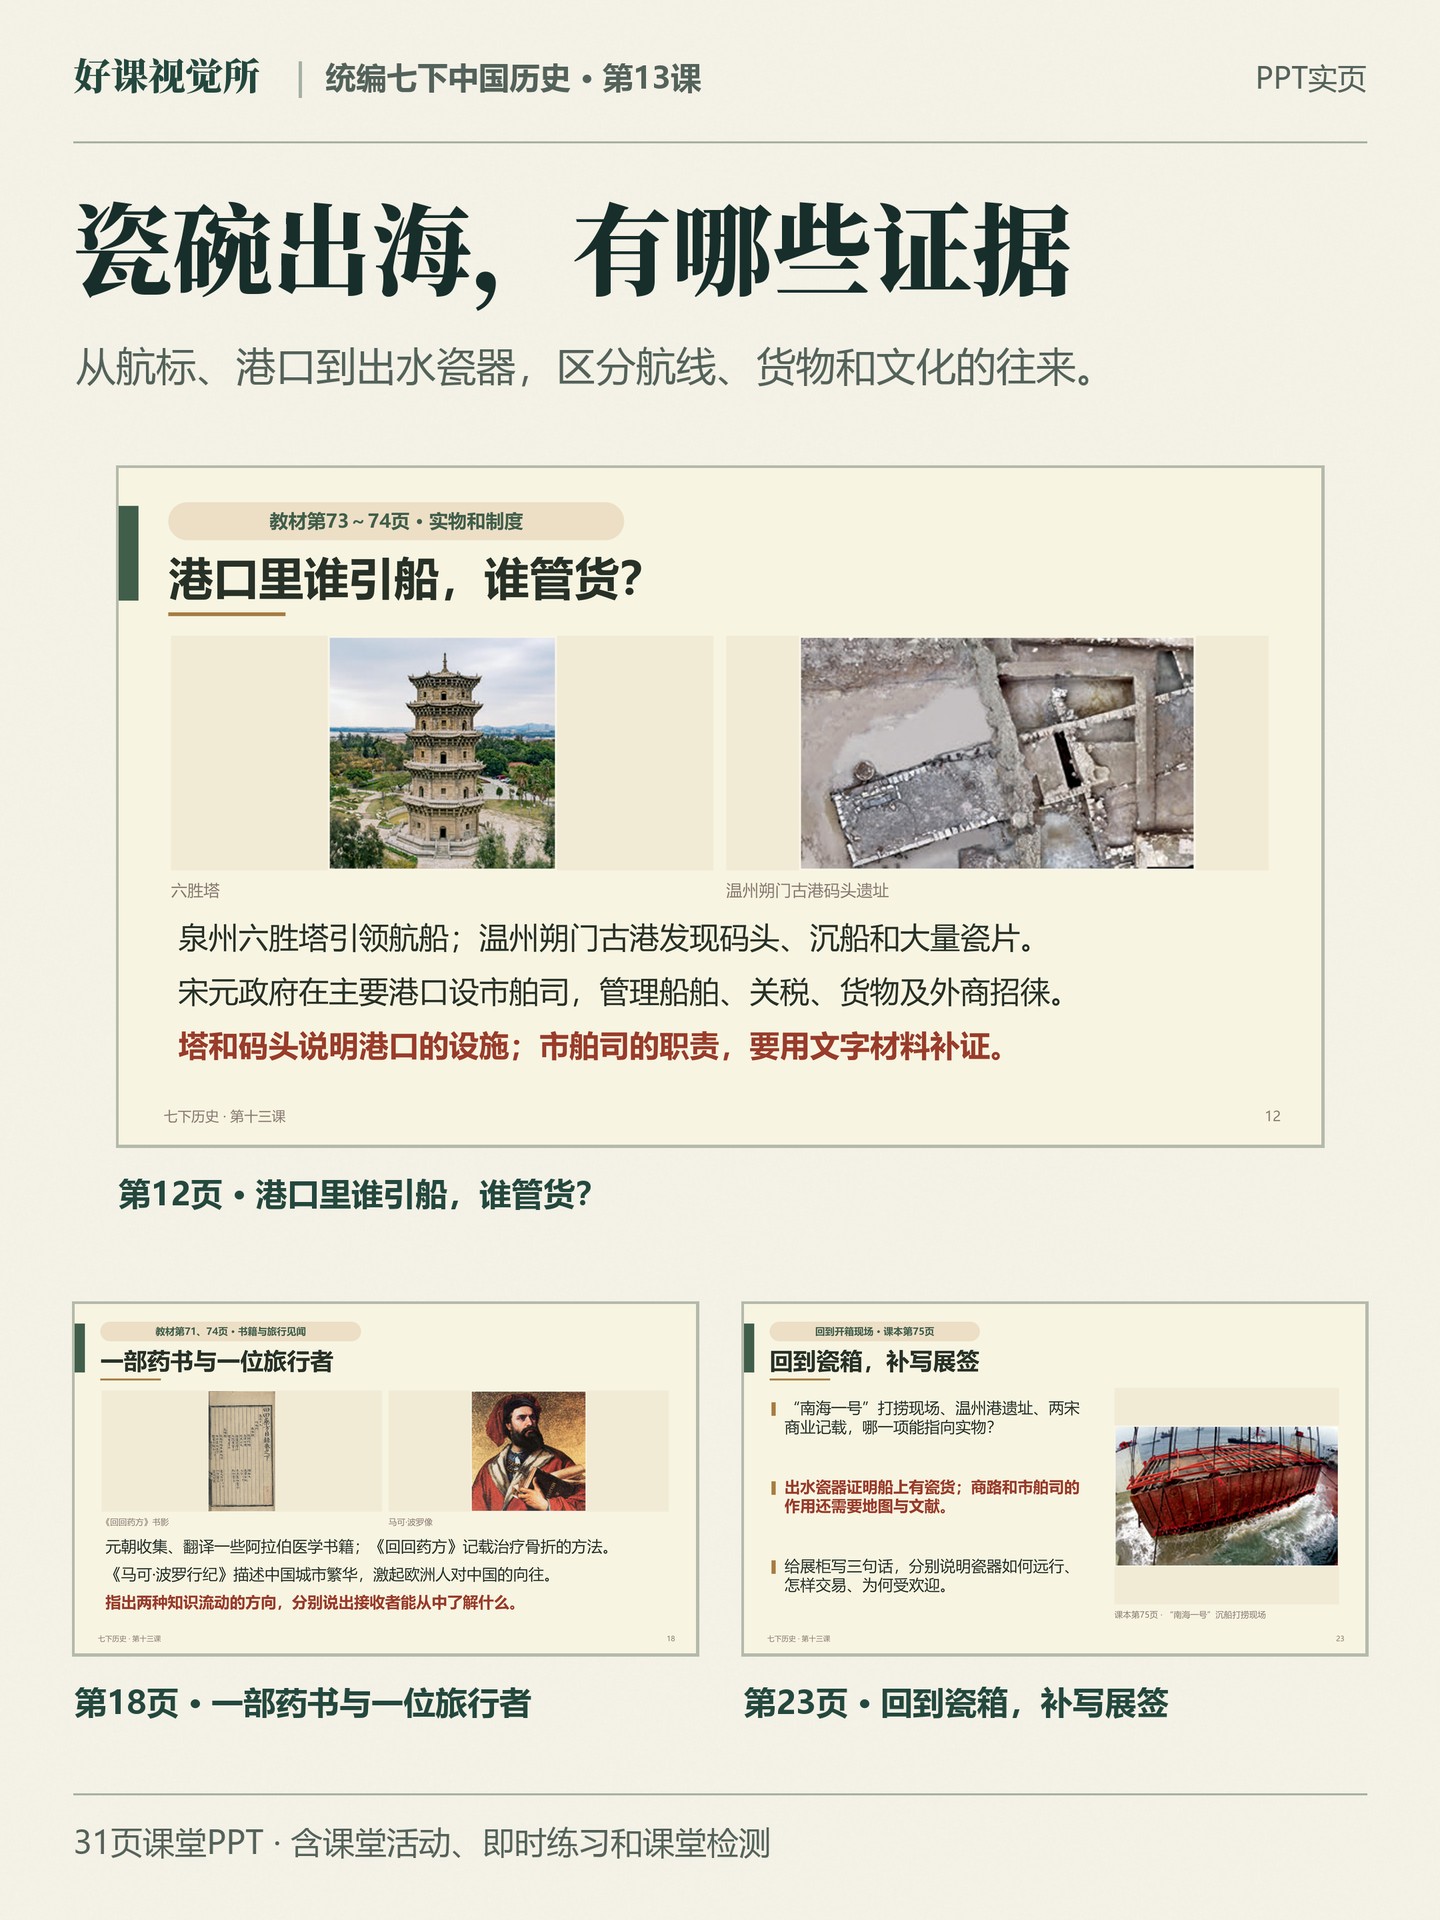 好课视觉所 | 统编七下中国历史·第13课
PPT实页
瓷碗出海，有哪些证据
从航标、港口到出水瓷器，区分航线、货物和文化的往来。
教材第73～74页·实物和制度
港口里谁引船，谁管货？
六胜塔
温州朔门古港码头遗址
泉州六胜塔引领航船；温州朔门古港发现码头、沉船和大量瓷片。
宋元政府在主要港口设市舶司，管理船舶、关税、货物及外商招徕。
塔和码头说明港口的设施；市舶司的职责，要用文字材料补证。
七下历史·第十三课
12
第12页·港口里谁引船，谁管货？
教材第71、74页·书籍与旅行见闻
一部药书与一位旅行者
《回回药方》书影
马可·波罗像
元朝收集、翻译一些阿拉伯医学书籍；《回回药方》记载治疗骨折的方法。
《马可·波罗行纪》描述中国城市繁华，激起欧洲人对中国的向往。
指出两种知识流动的方向，分别说出接收者能从中了解什么。
七下历史·第十三课
18
第18页·一部药书与一位旅行者
回到开箱现场·课本第75页
回到瓷箱，补写展签
“南海一号”打捞现场、温州港遗址、两宋
商业记载，哪一项能指向实物？
出水瓷器证明船上有瓷货；商路和市舶司的
作用还需要地图与文献。
给展柜写三句话，分别说明瓷器如何远行、
怎样交易、为何受欢迎。
课本第75页·“南海一号”沉船打捞现场
七下历史·第十三课
23
第23页·回到瓷箱，补写展签
31页课堂PPT·含课堂活动、即时练习和课堂检测